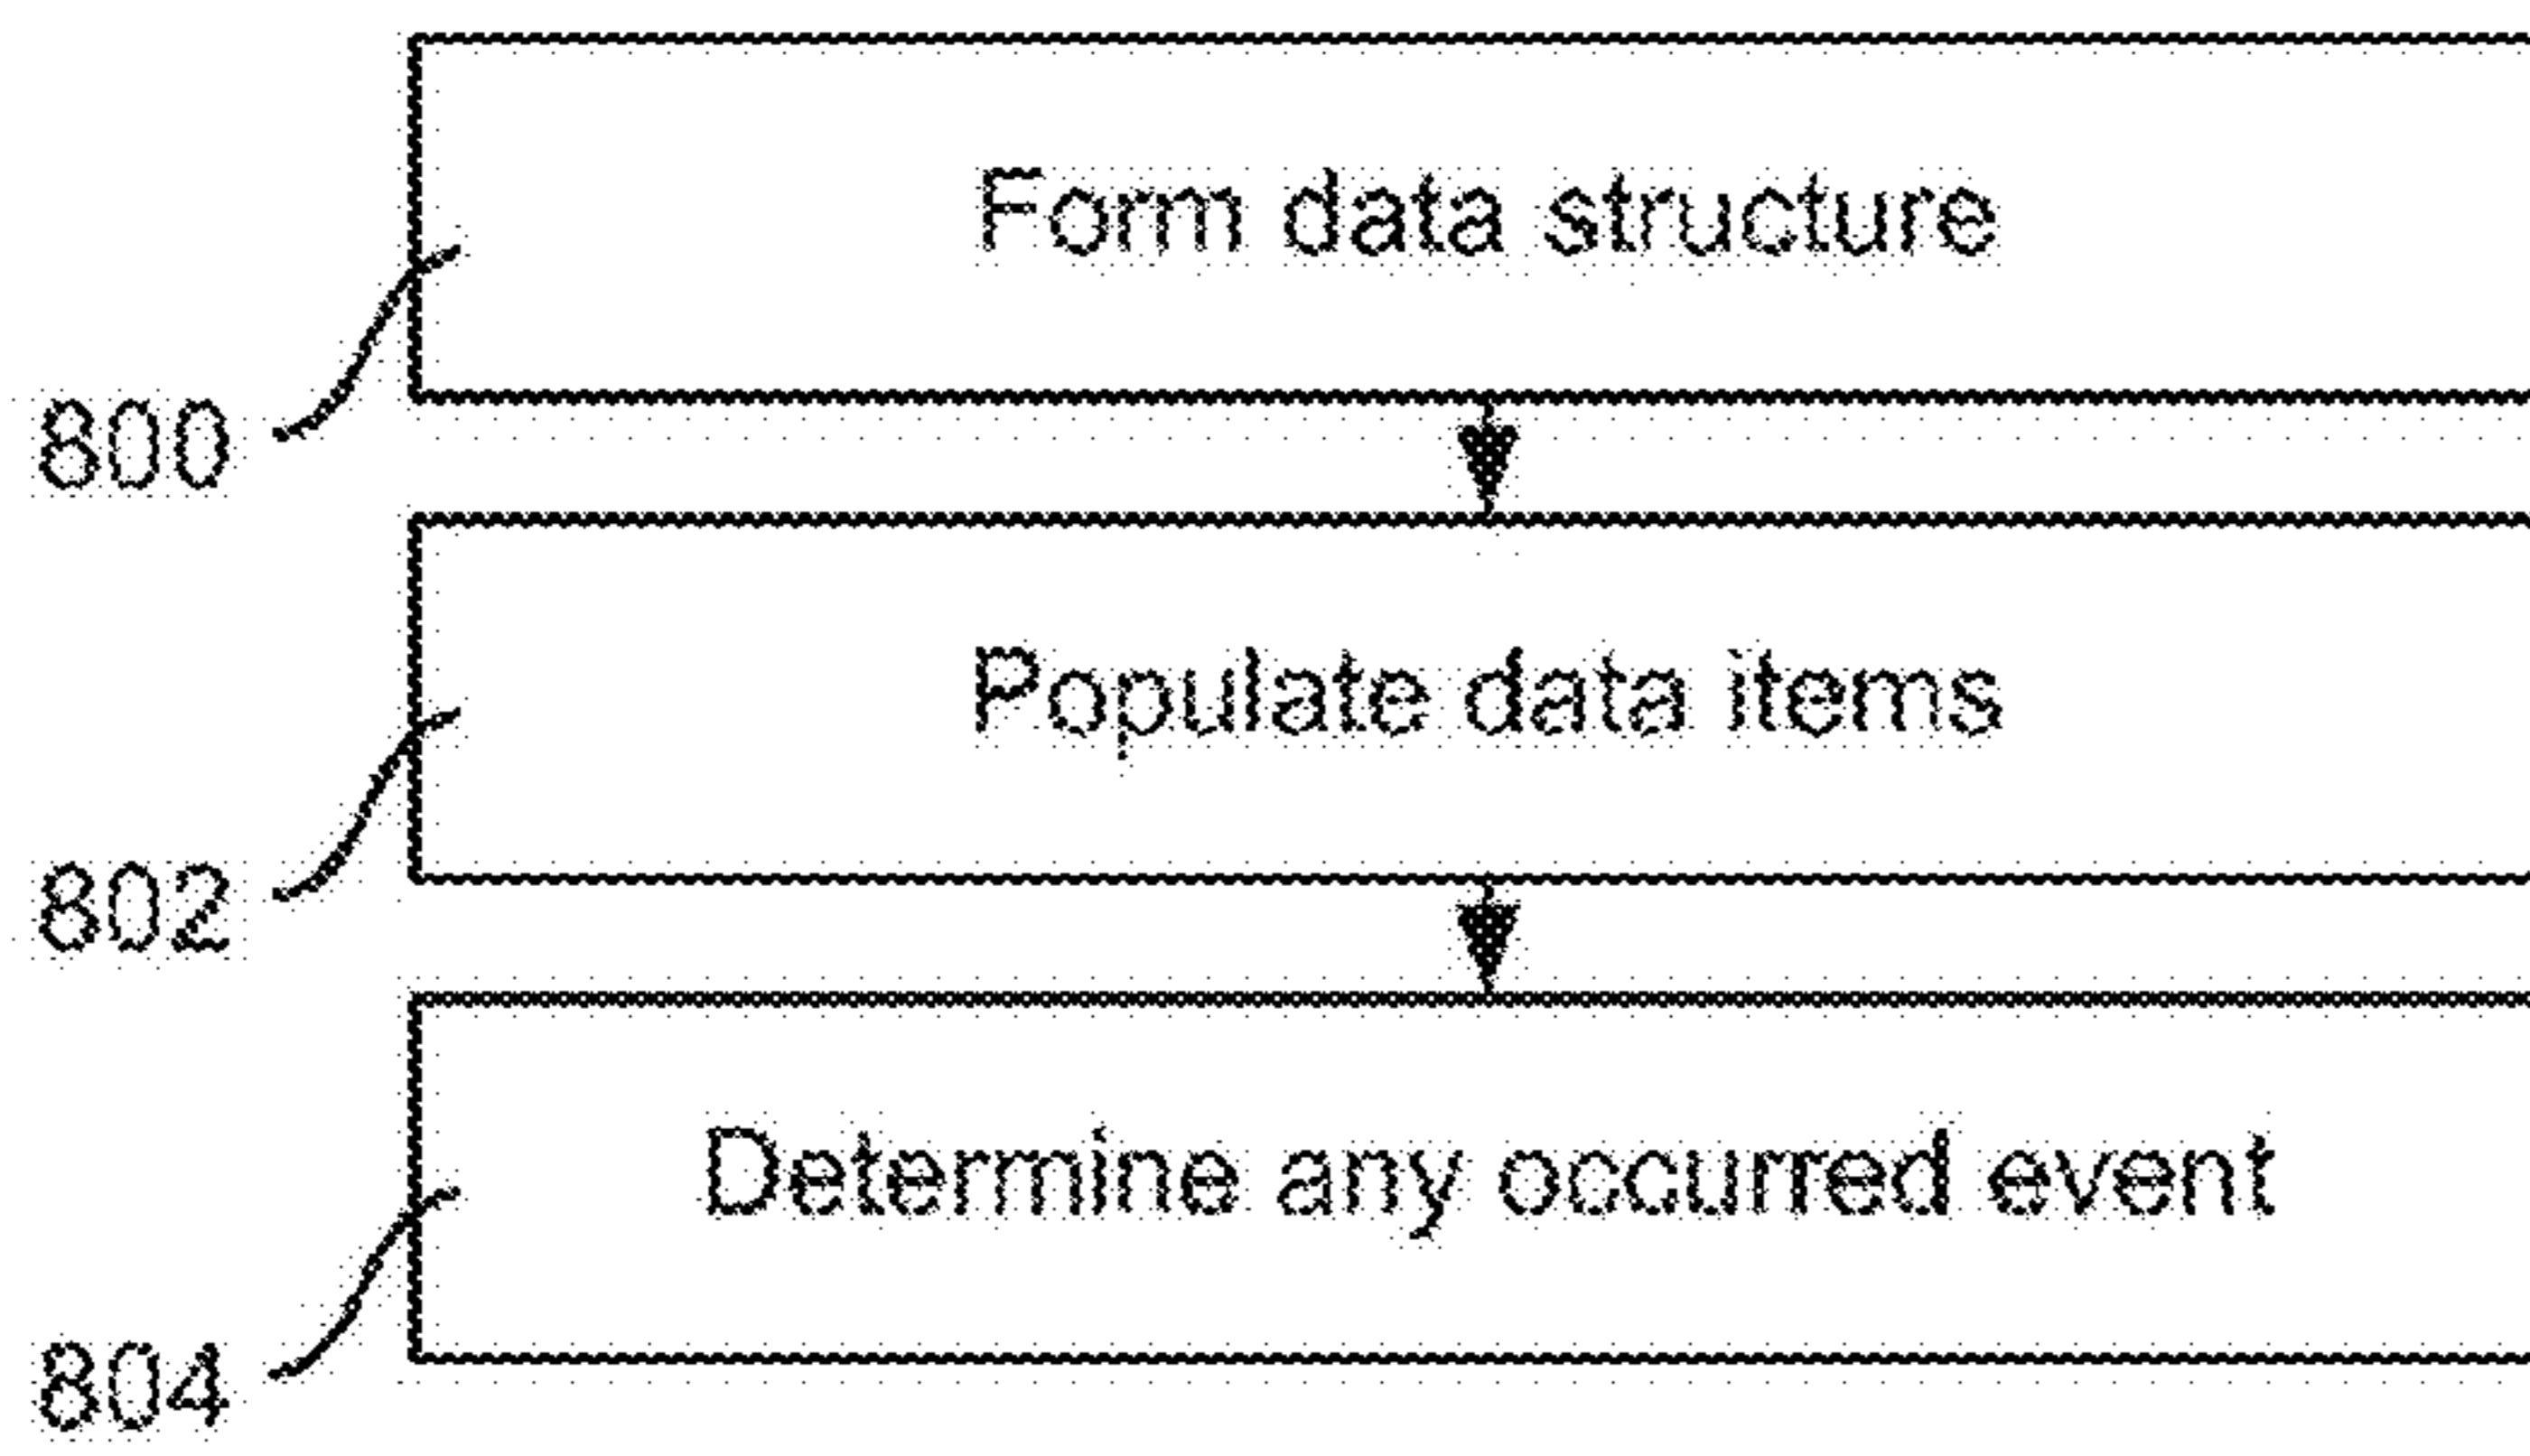 Form data structure
800
Populate data items
802
Determine any occurred event
804